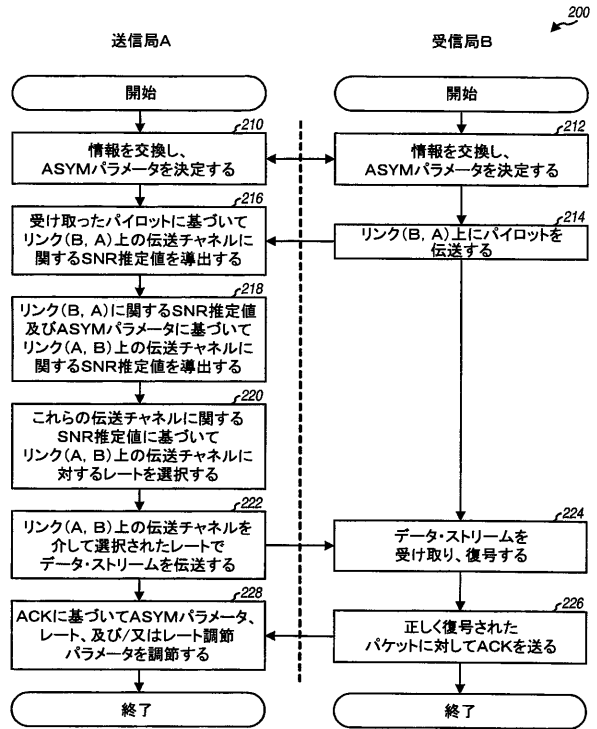 200
送信局A
受信局B
開始
開始
210
情報を交換し、
ASYMパラメータを決定する
212
情報を交換し、
ASYMパラメータを決定する
216
受け取ったパイロットに基づいて
リンク(B, A)上の伝送チャネルに
関するSNR推定値を導出する
214
リンク(B, A)上にパイロットを
伝送する
218
リンク(B, A)に関するSNR推定値
及びASYMパラメータに基づいて
リンク(A, B)上の伝送チャネルに
関するSNR推定値を導出する
220
これらの伝送チャネルに関する
SNR推定値に基づいて
リンク(A, B)上の伝送チャネルに
対するレートを選択する
222
リンク(A, B)上の伝送チャネルを
介して選択されたレートで
データ・ストリームを伝送する
224
データ・ストリームを
受け取り、復号する
228
ACKに基づいてASYMパラメータ、
レート、及び/又はレート調節
パラメータを調節する
226
正しく復号された
パケットに対してACKを送る
終了
終了